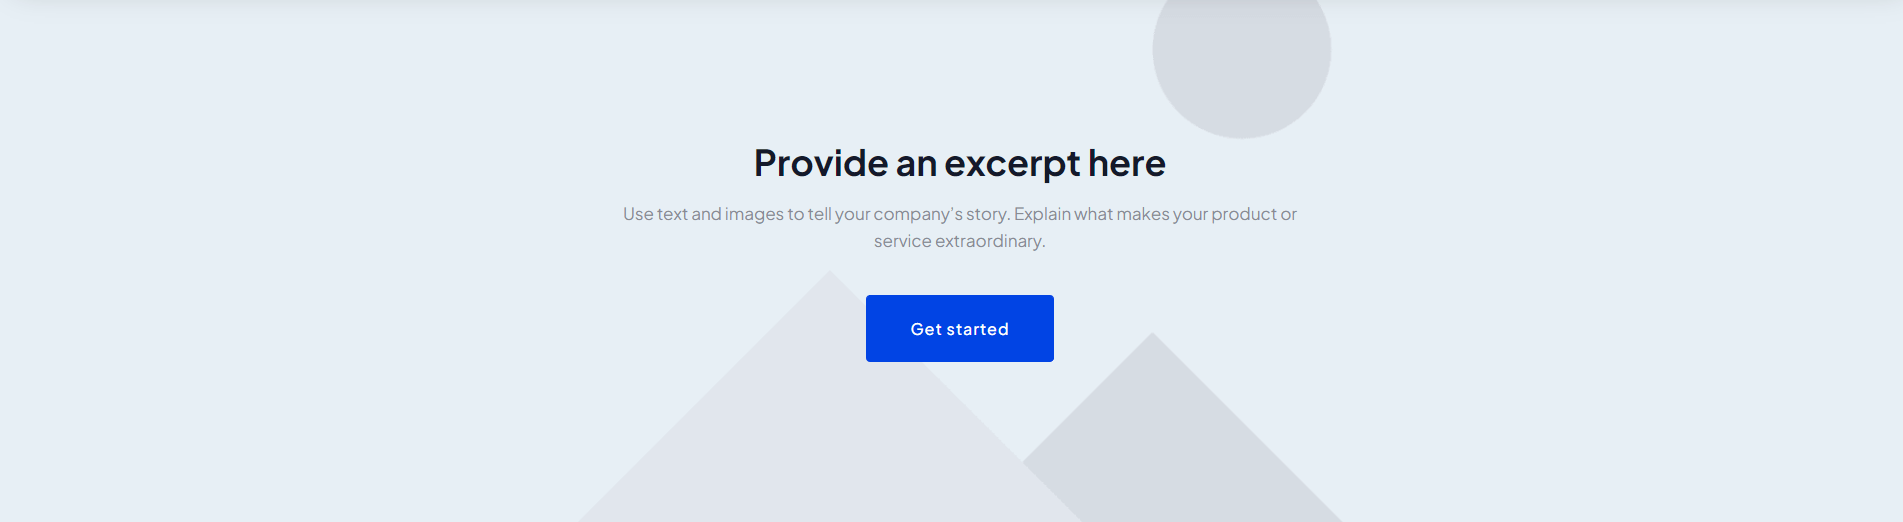 Provide an excerpt here
Use text and images to tell your company's story. Explain what makes your product or
service extraordinary.
Get started